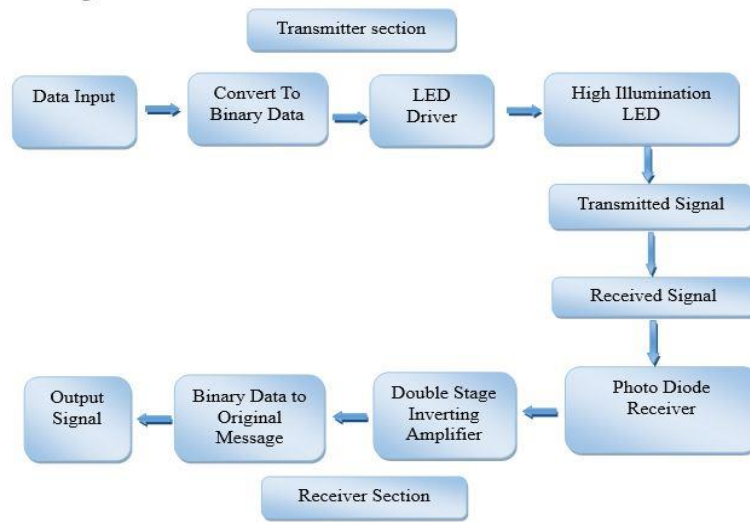 Transmitter section
Data Input
Convert To
Binary Data
LED
Driver
High Illumination
LED
Transmitted Signal
Received Signal
Photo Diode
Receiver
Double Stage
Inverting
Amplifier
Binary Data to
Original
Message
Output
Signal
Receiver Section